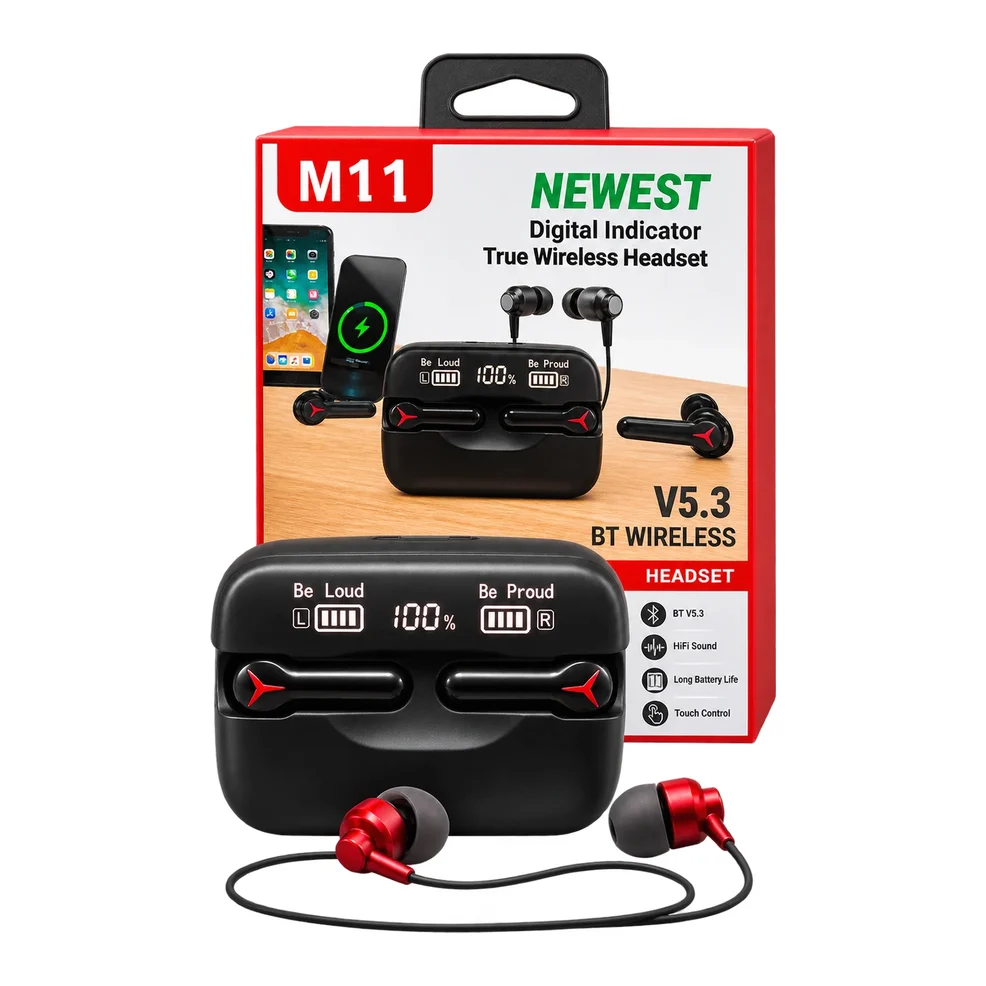 M11
NEWEST
Digital Indicator
True Wireless Headset
Be Loud
Be Proud
L
100%
R
V5.3
BT WIRELESS
HEADSET
BT V5.3
HiFi Sound
Long Battery Life
Touch Control
Be Loud
Be Proud
L
100%
R